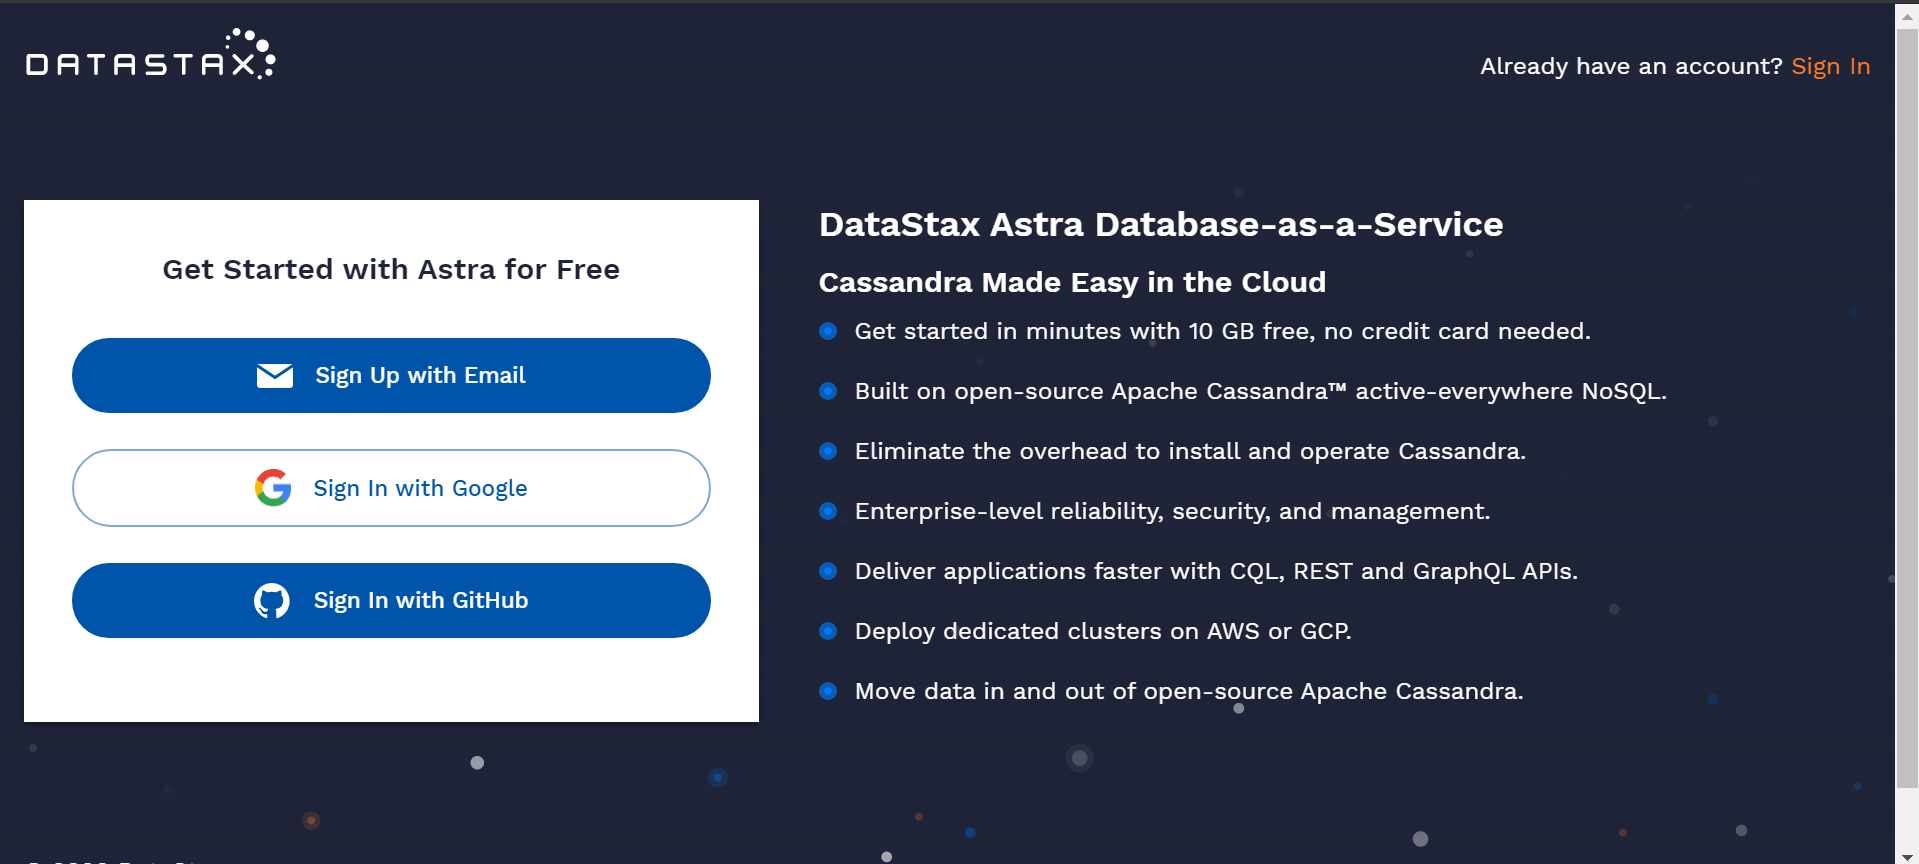 DATASTAX
Already have an account? Sign In
Get Started with Astra for Free
Sign Up with Email
Sign In with Google
Sign In with GitHub
DataStax Astra Database-as-a-Service
Cassandra Made Easy in the Cloud
Get started in minutes with 10 GB free, no credit card needed.
Built on open-source Apache Cassandra™ active-everywhere NoSQL.
Eliminate the overhead to install and operate Cassandra.
Enterprise-level reliability, security, and management.
Deliver applications faster with CQL, REST and GraphQL APIs.
Deploy dedicated clusters on AWS or GCP.
Move data in and out of open-source Apache Cassandra.